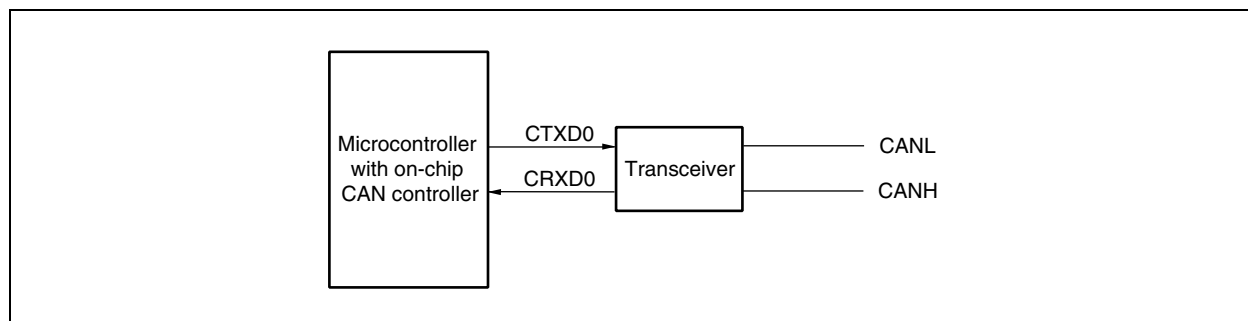 Microcontroller
with on-chip
CAN controller
CTXD0
CRXD0
Transceiver
CANL
CANH